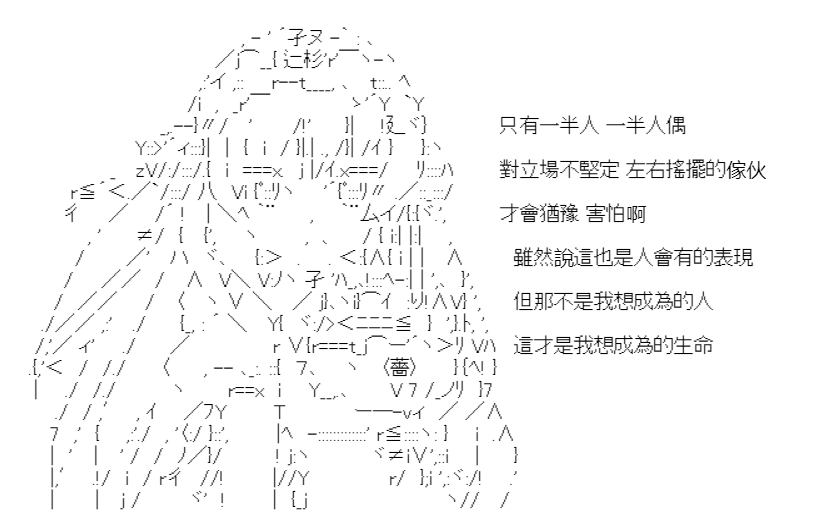 只有一半人 一半人偶
對立場不堅定 左右搖擺的傢伙
才會猶豫 害怕啊
雖然說這也是人會有的表現
但那不是我想成為的人
這才是我想成為的生命